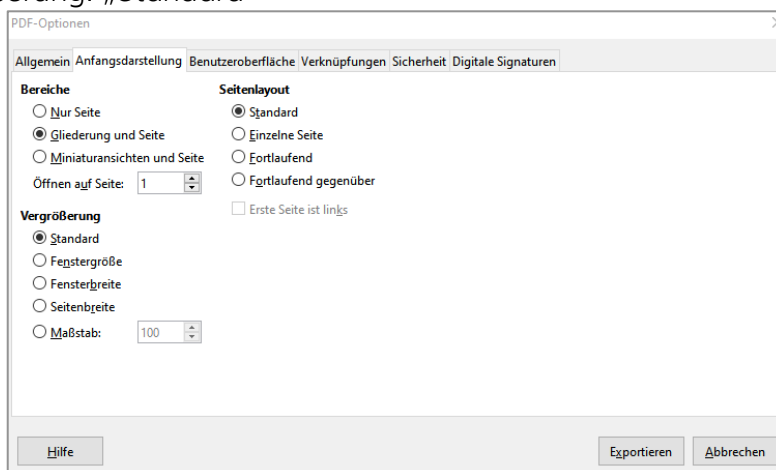 „Standard“
PDF-Optionen
Allgemein Anfangsdarstellung Benutzeroberfläche Verknüpfungen Sicherheit Digitale Signaturen
Bereiche
Nur Seite
Gliederung und Seite
Miniaturansichten und Seite
Öffnen auf Seite: 1
Vergrößerung
Standard
Fenstergröße
Fensterbreite
Seitenbreite
Maßstab: 100
Seitenlayout
Standard
Einzelne Seite
Fortlaufend
Fortlaufend gegenüber
Erste Seite ist links
Hilfe
Exportieren Abbrechen